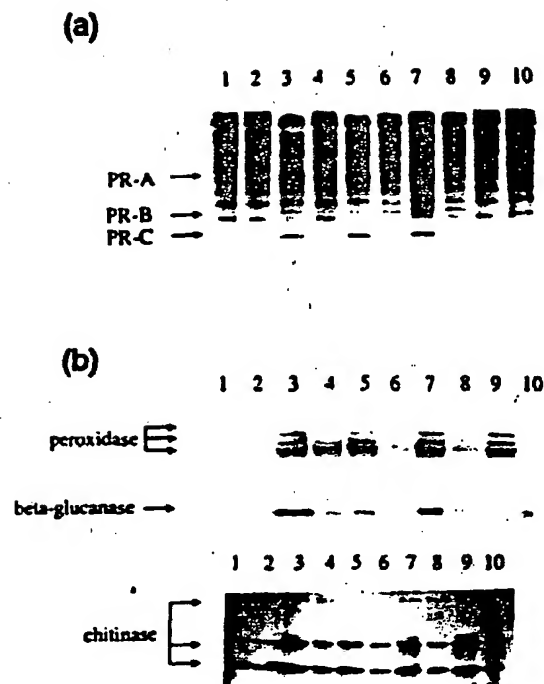 (a)
1 2 3 4 5 6 7 8 9 10
PR-A
PR-B
PR-C
(b)
1 2 3 4 5 6 7 8 9 10
peroxidase
beta-glucanase
1 2 3 4 5 6 7 8 9 10
chitinase